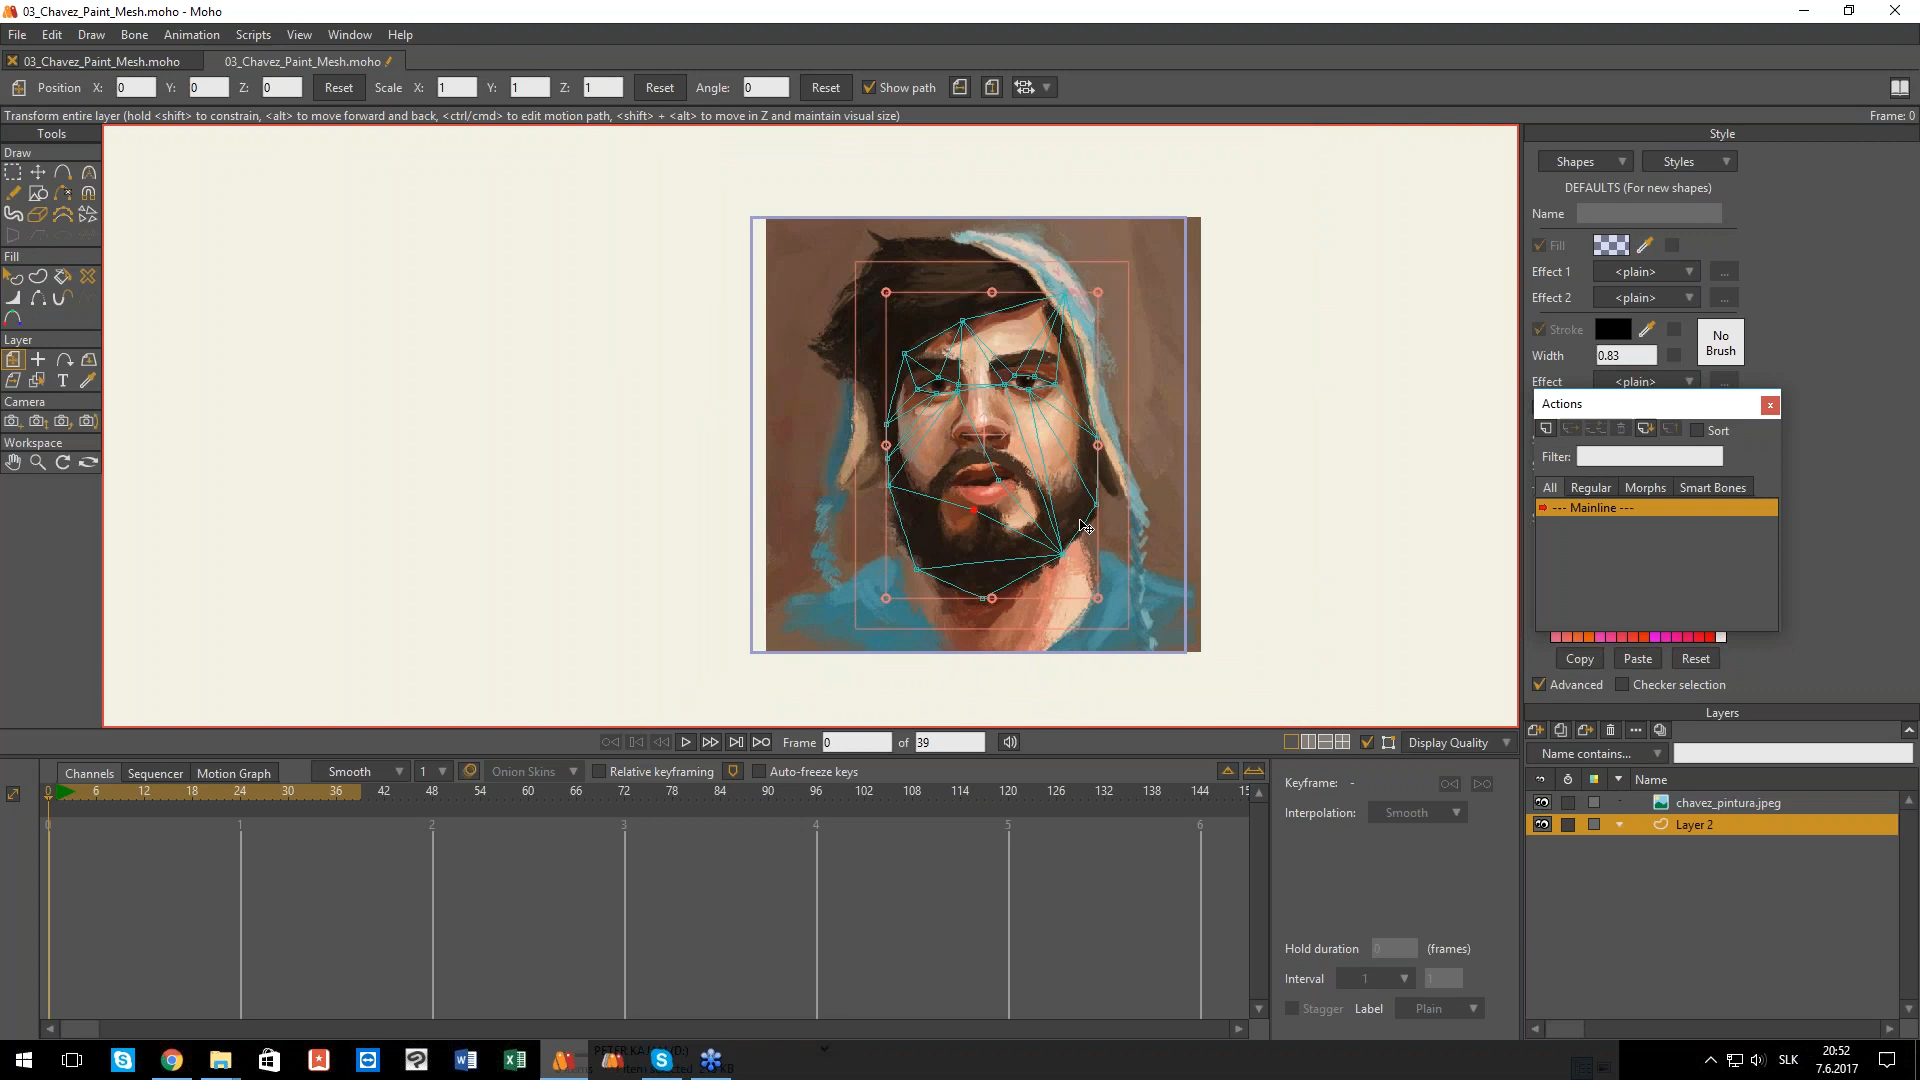 03_Chavez_Paint_Mesh.moho - Moho
File Edit Draw Bone Animation Scripts View Window Help
03_Chavez_Paint_Mesh.moho 03_Chavez_Paint_Mesh.moho
Position X: 0 Y: 0 Z: 0 Reset Scale X: 1 Y: 1 Z: 1 Reset Angle: 0 Reset Show path
Transform entire layer (hold <shift> to constrain, <alt> to move forward and back, <ctrl/cmd> to edit motion path, <shift> + <alt> to move in Z and maintain visual size) Frame: 0
Tools
Draw
Fill
Layer
Camera
Workspace
Style
Shapes Styles
DEFAULTS (For new shapes)
Name
Fill
Effect 1 <plain> ...
Effect 2 <plain> ...
Stroke
No
Brush
Width 0.83
Effect <plain> ...
Actions
Sort
Filter:
All Regular Morphs Smart Bones
--- Mainline ---
Copy Paste Reset
Advanced Checker selection
Layers
Name contains...
Name
chavez_pintura.jpeg
Layer 2
Frame 0 of 39 Display Quality
Channels Sequencer Motion Graph Smooth 1 Onion Skins Relative keyframing Auto-freeze keys
0 6 12 18 24 30 36 42 48 54 60 66 72 78 84 90 96 102 108 114 120 126 132 138 144
0 1 2 3 4 5 6
Keyframe: -
Interpolation: Smooth
Hold duration 0 (frames)
Interval 1 1
Stagger Label Plain
SLK
20:52
7.6.2017